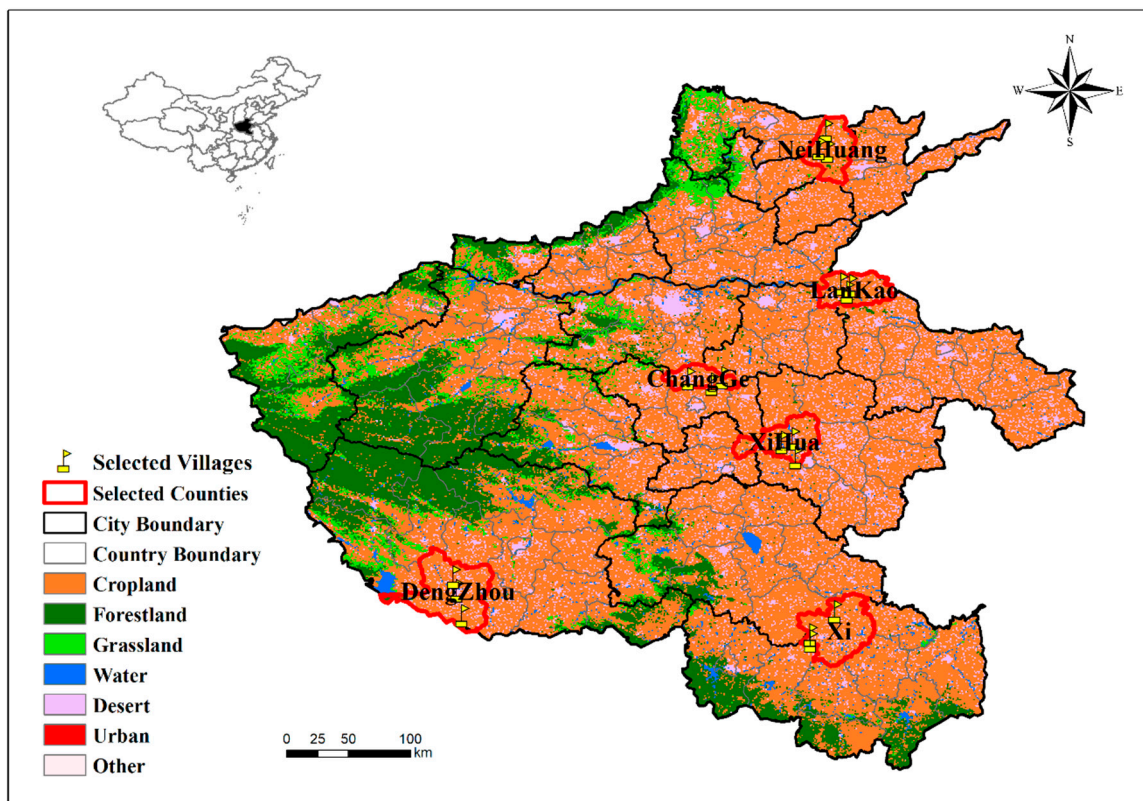 N
W
E
S
NeiHuang
LanKao
ChangGe
XiHua
DengZhou
Xi
Selected Villages
Selected Counties
City Boundary
Country Boundary
Cropland
Forestland
Grassland
Water
Desert
Urban
Other
0 25 50 100
km